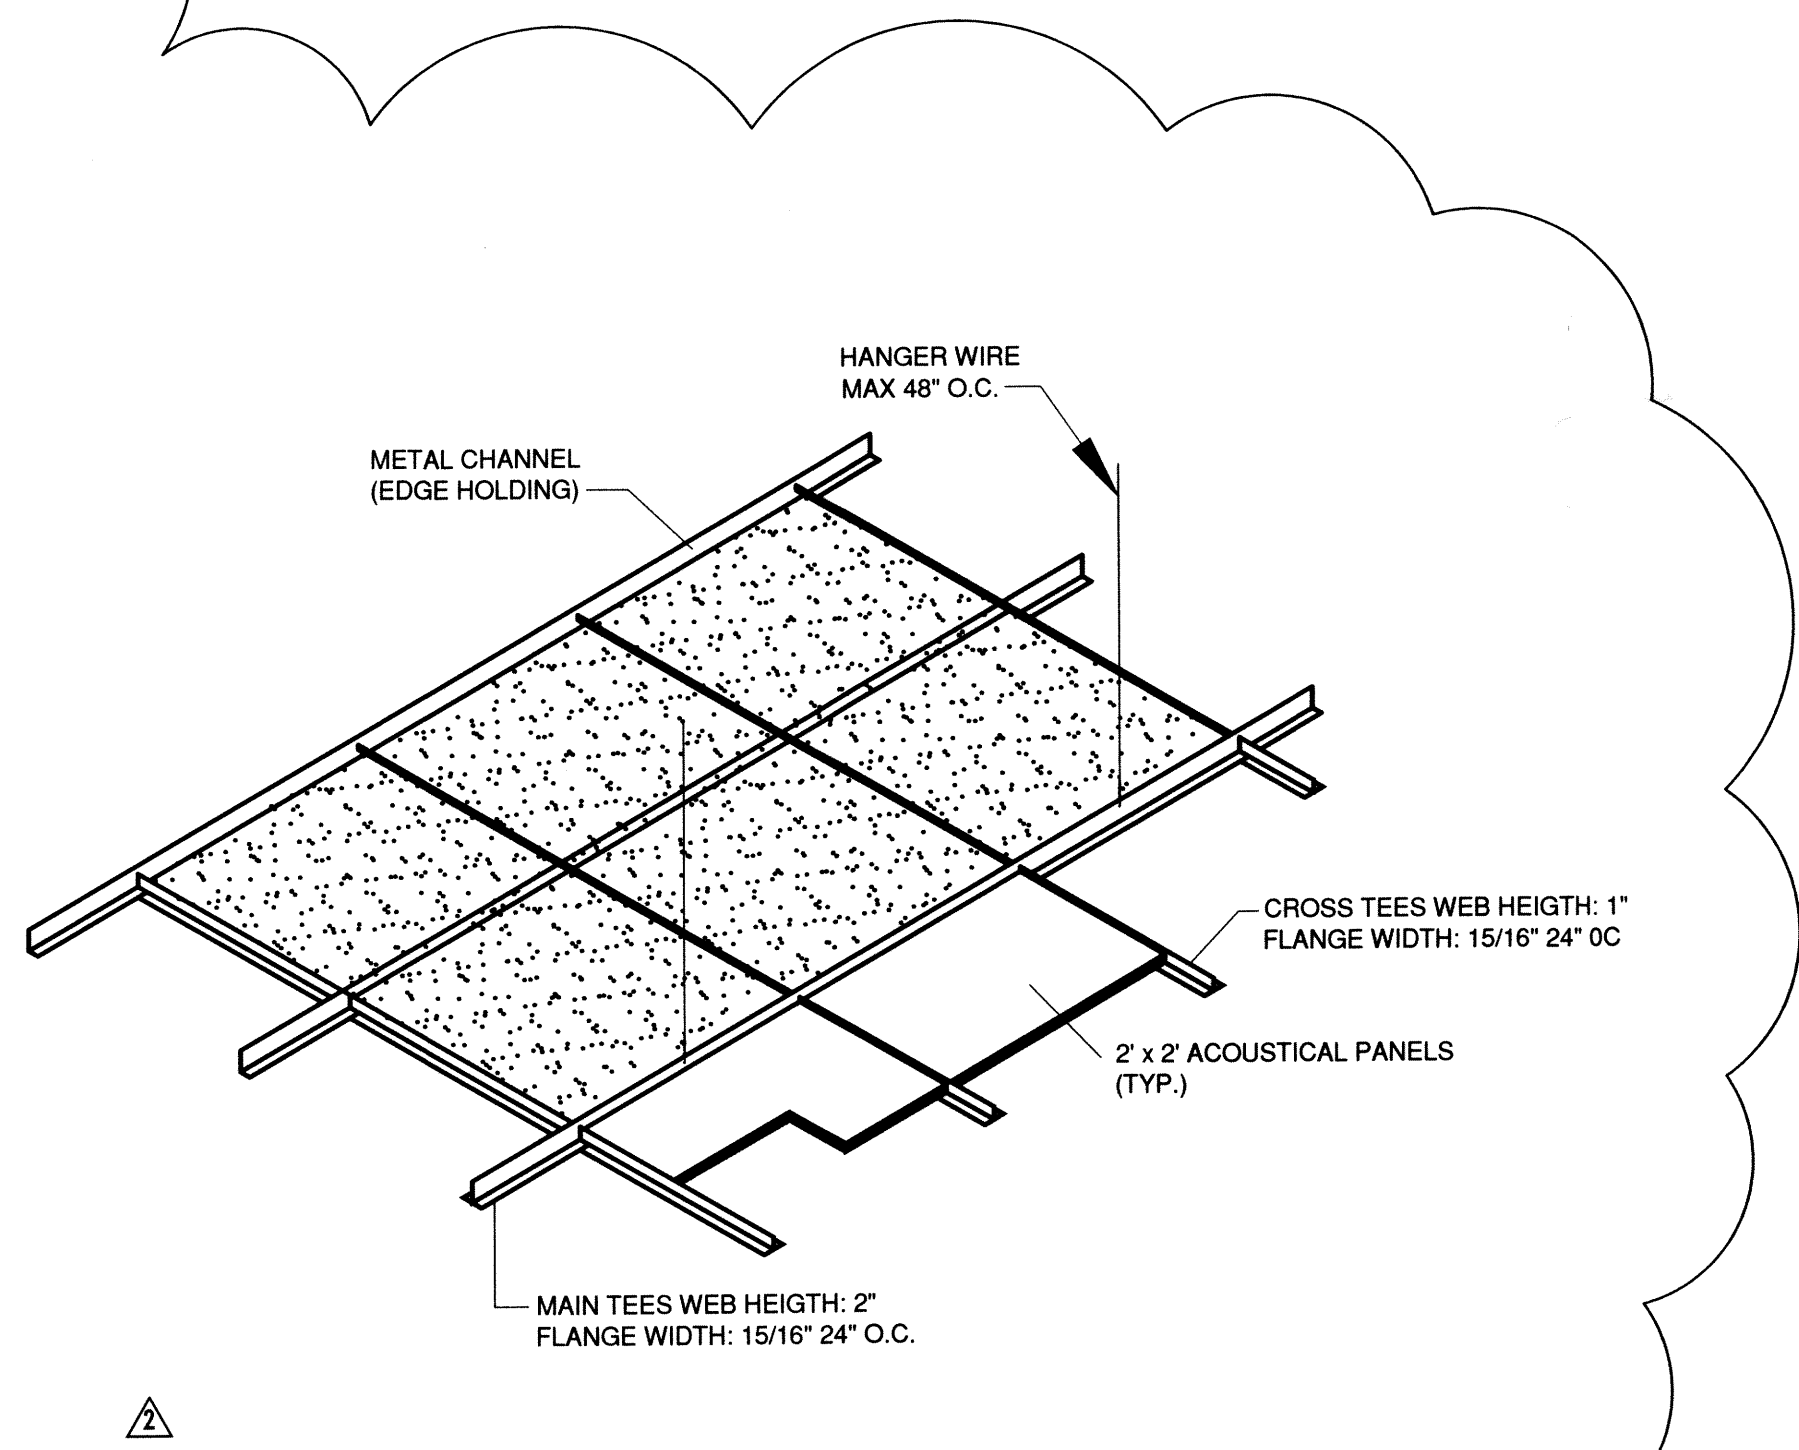 HANGER WIRE
MAX 48" O.C.
METAL CHANNEL
(EDGE HOLDING)
CROSS TEES WEB HEIGTH: 1"
FLANGE WIDTH: 15/16" 24" 0C
2' x 2' ACOUSTICAL PANELS
(TYP.)
MAIN TEES WEB HEIGTH: 2"
FLANGE WIDTH: 15/16" 24" O.C.
2